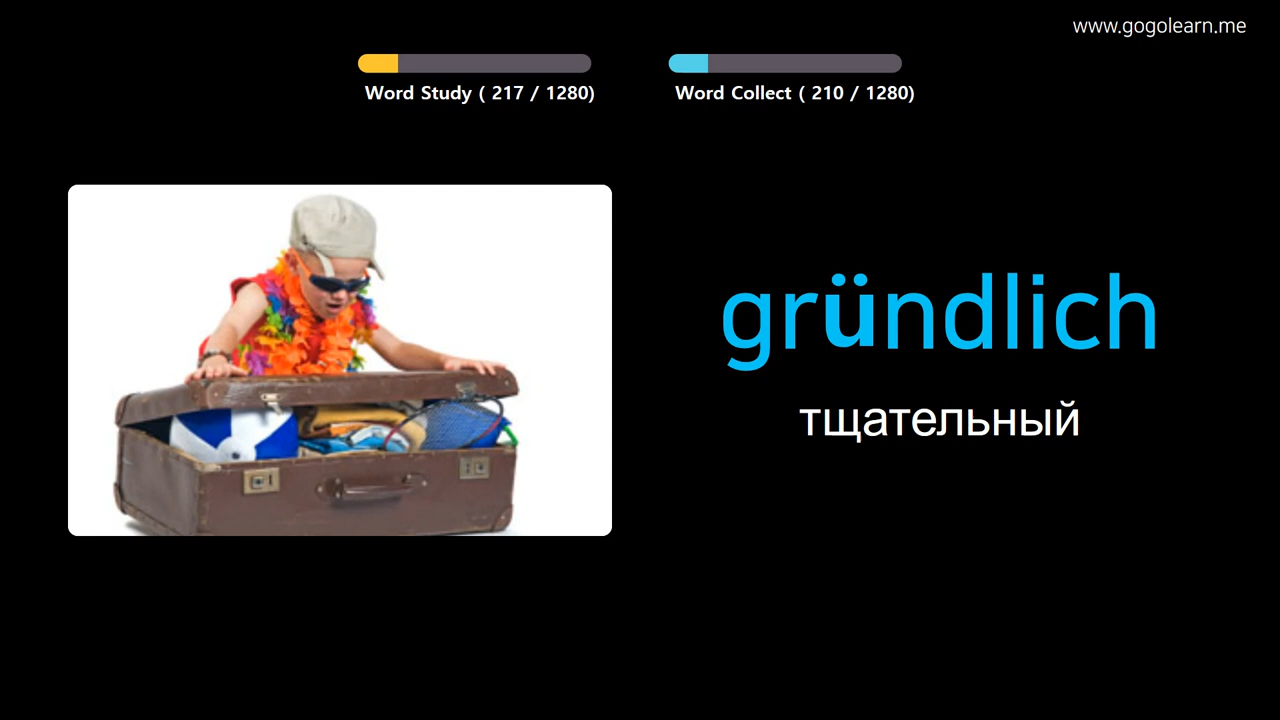 www.gogolearn.me
Word Study ( 217 / 1280)
Word Collect ( 210 / 1280)
gründlich
тщательный